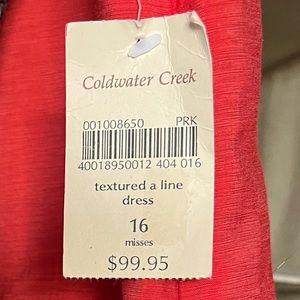 Coldwater Creek
001008650 PRK
40018950012 404 016
textured a line
dress
16
misses
$99.95